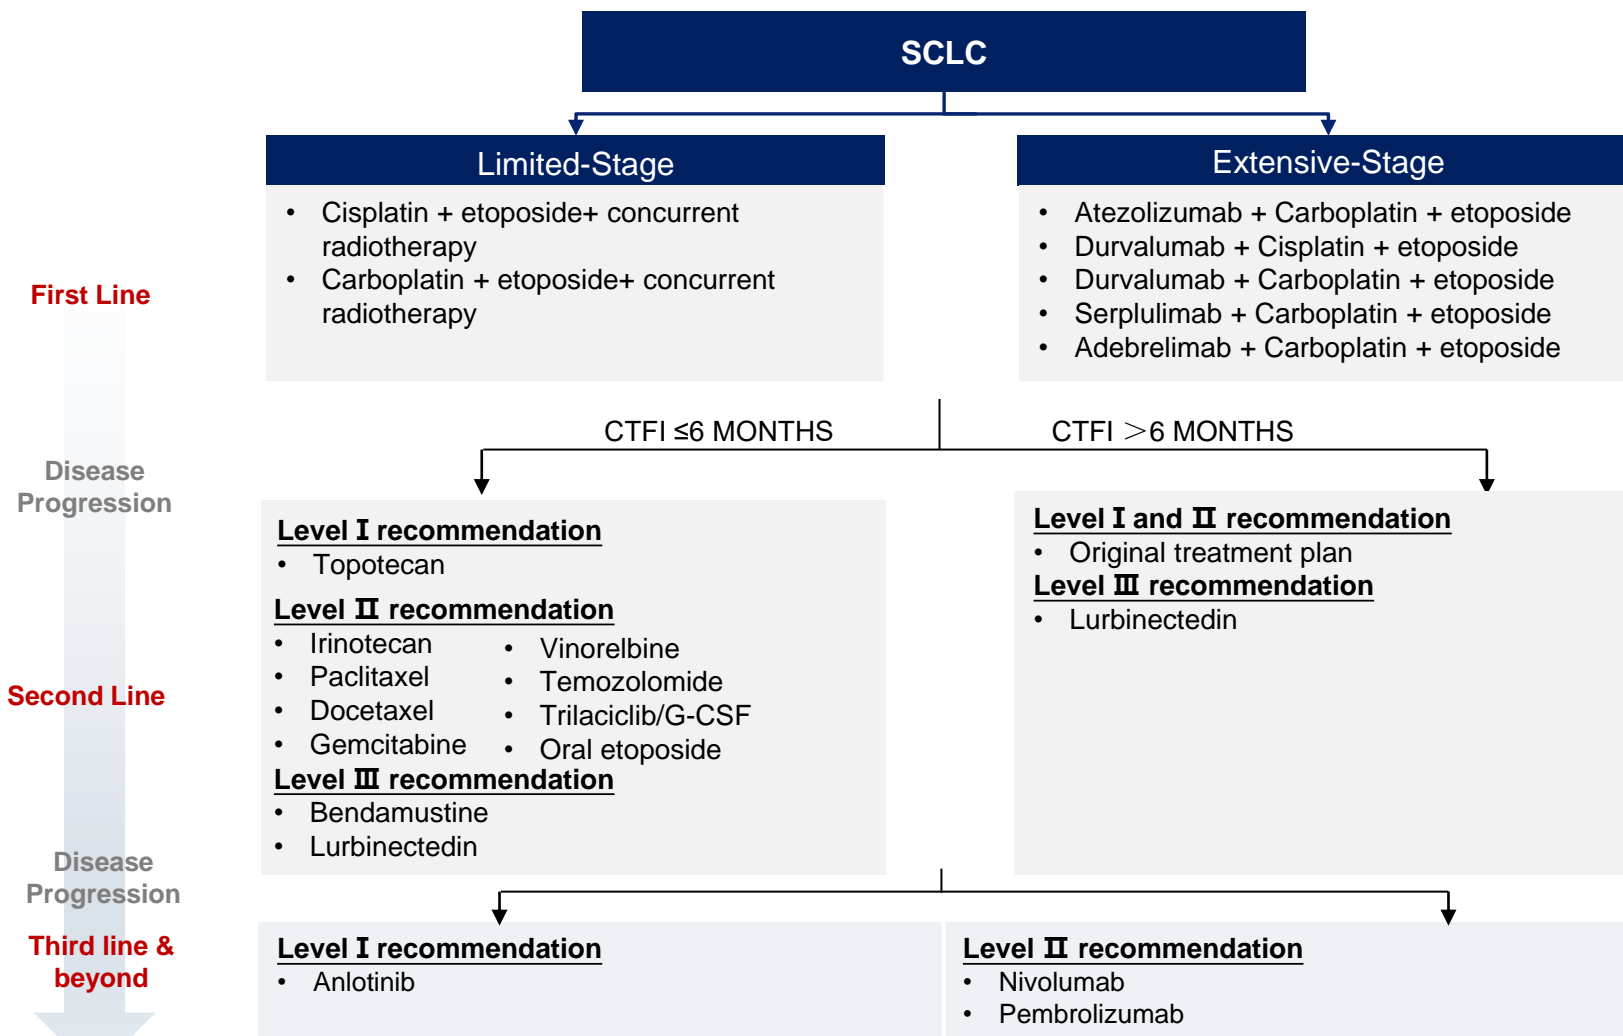 SCLC
Limited-Stage
Extensive-Stage
• Cisplatin + etoposide+ concurrent
radiotherapy
• Carboplatin + etoposide+ concurrent
radiotherapy
• Atezolizumab + Carboplatin + etoposide
• Durvalumab + Cisplatin + etoposide
• Durvalumab + Carboplatin + etoposide
• Serplulimab + Carboplatin + etoposide
• Adebrelimab + Carboplatin + etoposide
First Line
CTFI ≤6 MONTHS
CTFI ＞6 MONTHS
Disease
Progression
Level Ⅰ recommendation
• Topotecan
Level Ⅱ recommendation
• Irinotecan
• Paclitaxel
• Docetaxel
• Gemcitabine
• Vinorelbine
• Temozolomide
• Trilaciclib/G-CSF
• Oral etoposide
Level Ⅲ recommendation
• Bendamustine
• Lurbinectedin
Level Ⅰ and Ⅱ recommendation
• Original treatment plan
Level Ⅲ recommendation
• Lurbinectedin
Second Line
Disease
Progression
Third line &
beyond
Level Ⅰ recommendation
• Anlotinib
Level Ⅱ recommendation
• Nivolumab
• Pembrolizumab